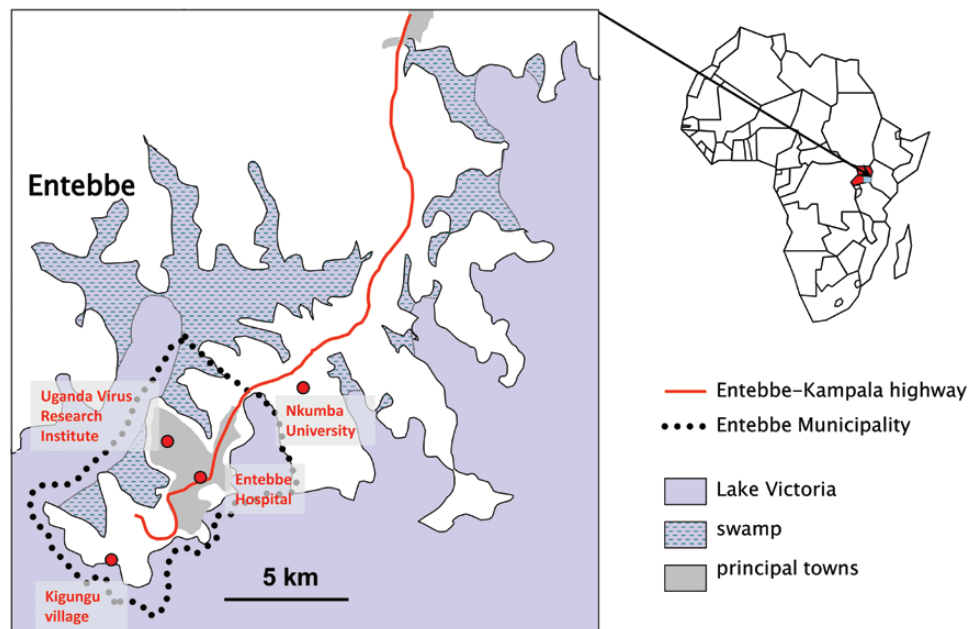 Entebbe
Uganda Virus
Research
Institute
Nkumba
University
Entebbe
Hospital
Kigungu
village
5 km
Entebbe–Kampala highway
Entebbe Municipality
Lake Victoria
swamp
principal towns